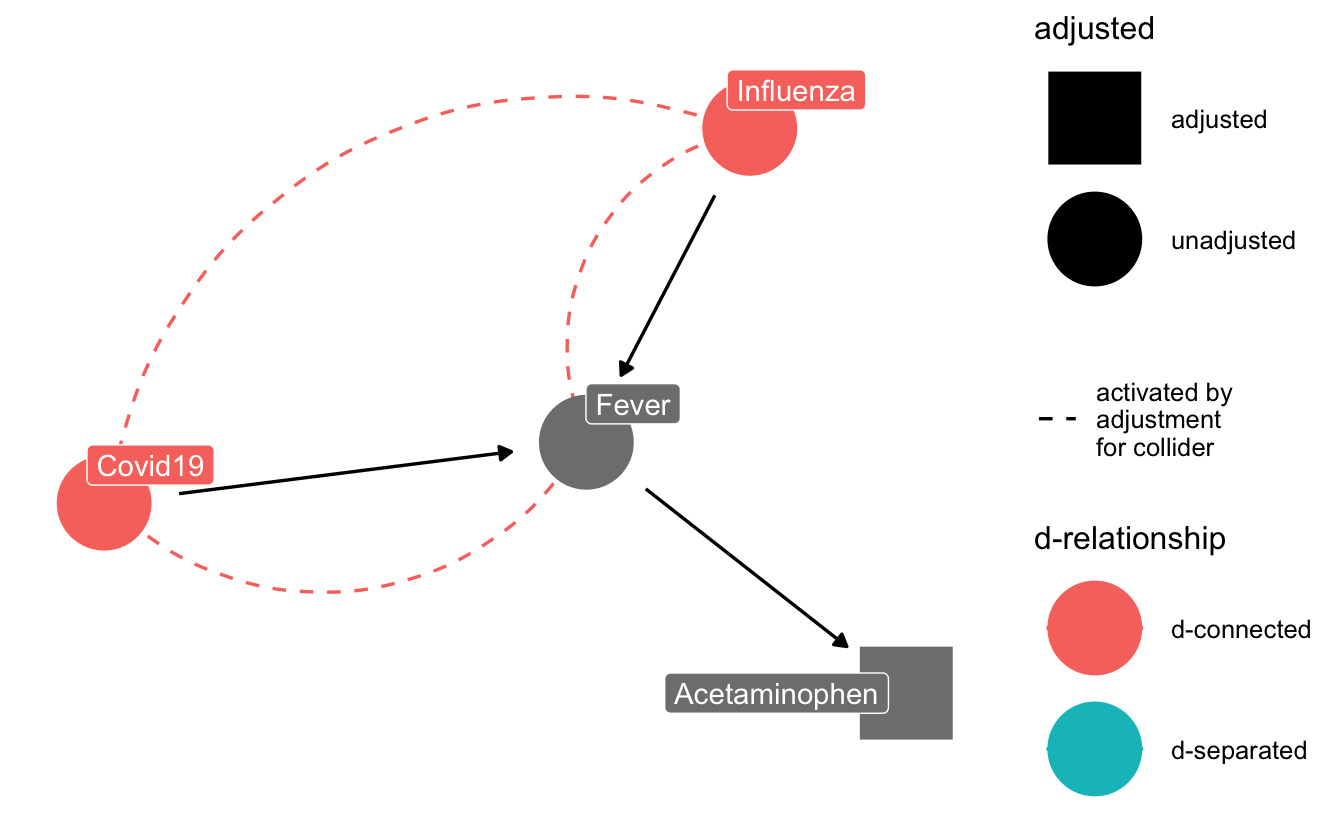 Influenza
Fever
Covid19
Acetaminophen
adjusted
adjusted
unadjusted
activated by
adjustment
for collider
d-relationship
d-connected
d-separated